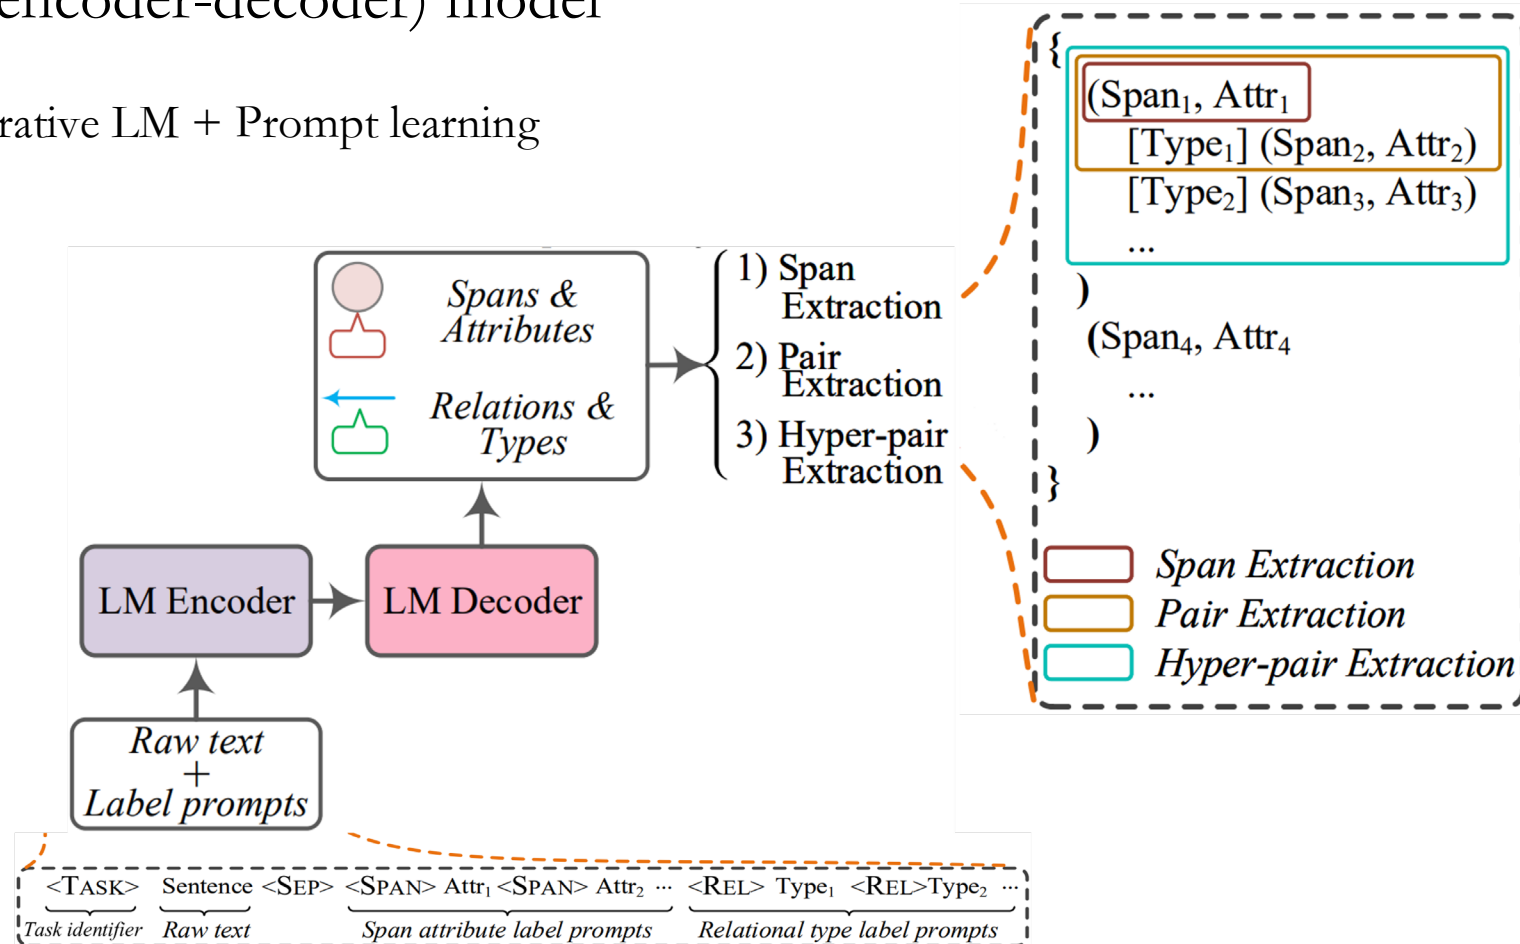 encoder-decoder) model
rative LM + Prompt learning
{
(Span₁, Attr₁
[Type₁] (Span₂, Attr₂)
[Type₂] (Span₃, Attr₃)
...
)
(Span₄, Attr₄
...
)
}
Span Extraction
Pair Extraction
Hyper-pair Extraction
Spans &
Attributes
Relations &
Types
1) Span
Extraction
2) Pair
Extraction
3) Hyper-pair
Extraction
LM Encoder
LM Decoder
Raw text
+
Label prompts
<TASK> Sentence <SEP> <SPAN> Attr₁ <SPAN> Attr₂ ... <REL> Type₁ <REL>Type₂ ...
Task identifier Raw text Span attribute label prompts Relational type label prompts